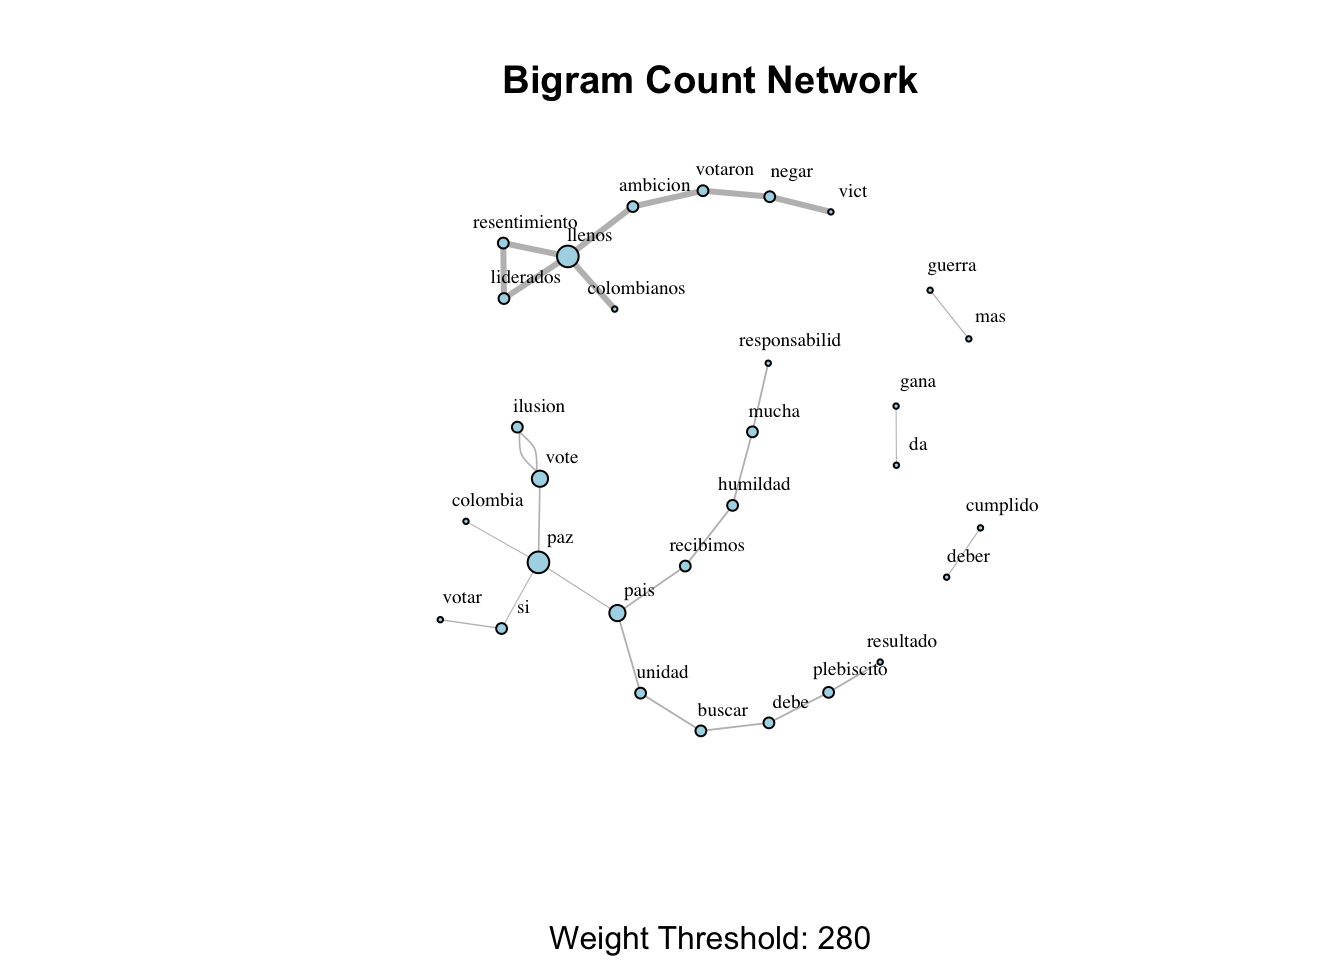 Bigram Count Network
votaron
negar
ambicion
vict
resentimiento
llenos
liderados
colombianos
guerra
mas
responsabilid
gana
ilusion
mucha
da
vote
humildad
colombia
cumplido
paz
recibimos
deber
pais
votar
si
resultado
unidad
plebiscito
buscar
debe
Weight Threshold: 280